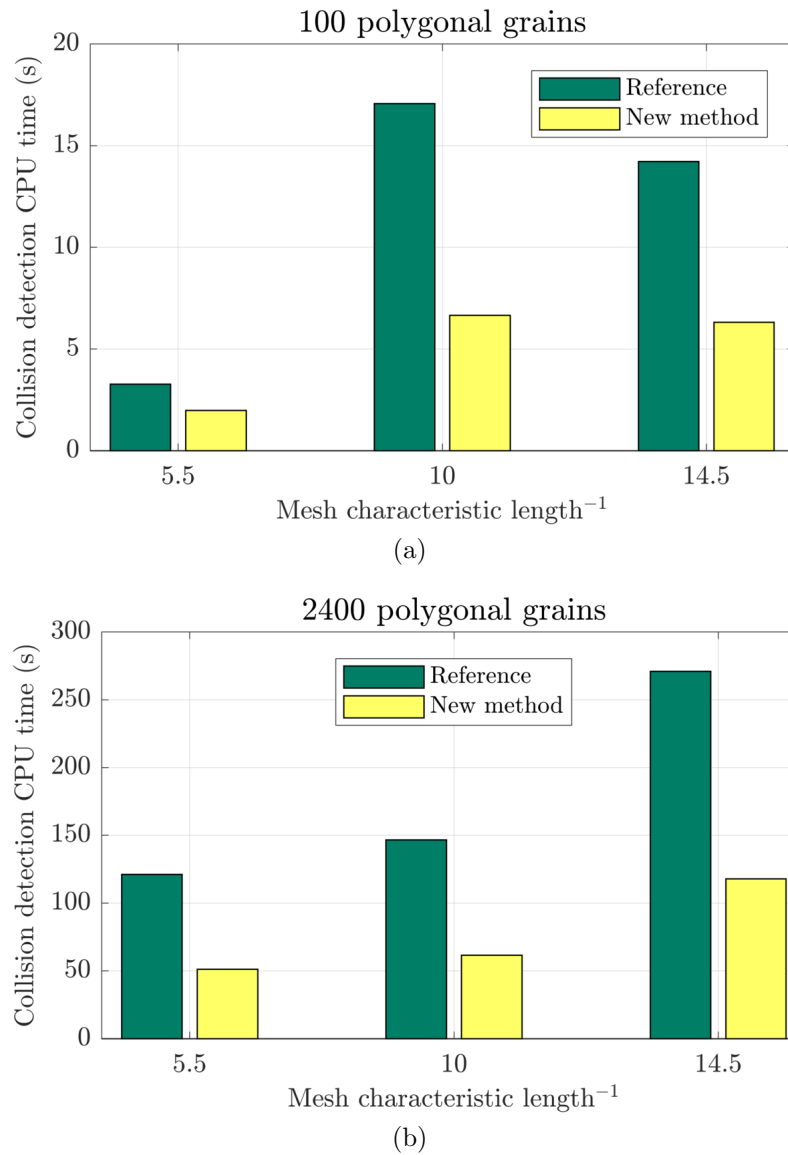 100 polygonal grains
Collision detection CPU time (s)
20
15
10
5
0
Reference
New method
5.5
10
14.5
Mesh characteristic length⁻¹
(a)
2400 polygonal grains
Collision detection CPU time (s)
300
250
200
150
100
50
0
Reference
New method
5.5
10
14.5
Mesh characteristic length⁻¹
(b)